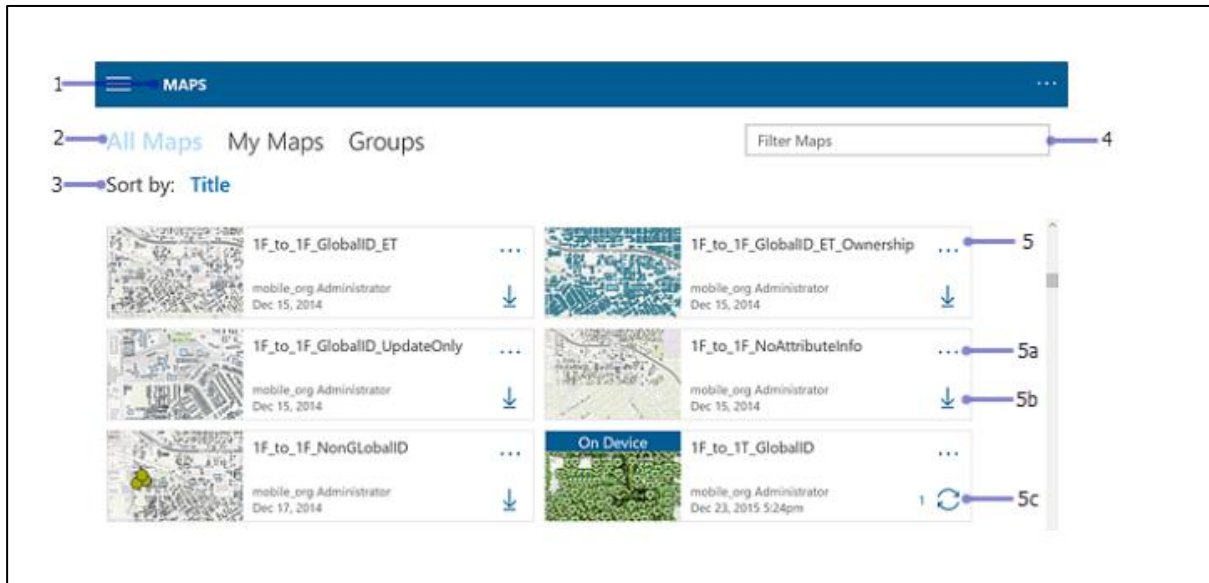 1 MAPS ...
2 All Maps My Maps Groups Filter Maps 4
3 Sort by: Title
1F_to_1F_GlobalID_ET ... 1F_to_1F_GlobalID_ET_Ownership ... 5
mobile_org Administrator mobile_org Administrator
Dec 15, 2014 Dec 15, 2014
1F_to_1F_GlobalID_UpdateOnly ... 1F_to_1F_NoAttributeInfo ... 5a
mobile_org Administrator mobile_org Administrator 5b
Dec 15, 2014 Dec 15, 2014
On Device
1F_to_1F_NonGLobalID ... 1F_to_1T_GlobalID ...
mobile_org Administrator mobile_org Administrator 1 5c
Dec 17, 2014 Dec 23, 2015 5:24pm